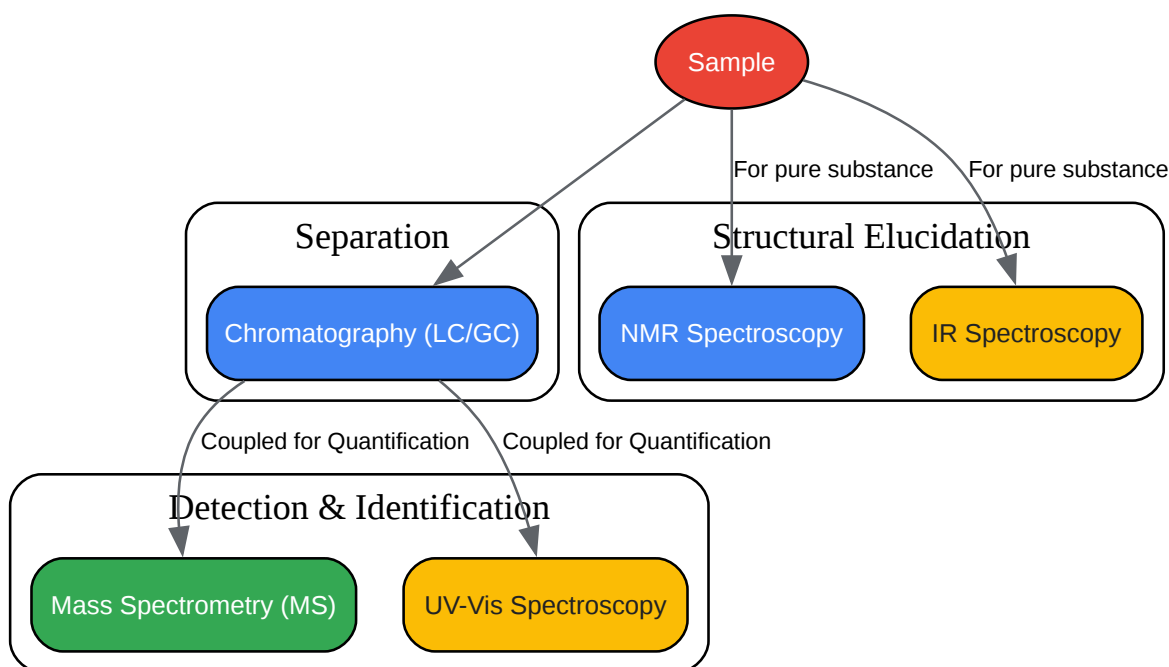 Sample
For pure substance
For pure substance
Separation
Structural Elucidation
Chromatography (LC/GC)
NMR Spectroscopy
IR Spectroscopy
Coupled for Quantification
Coupled for Quantification
Detection & Identification
Mass Spectrometry (MS)
UV-Vis Spectroscopy